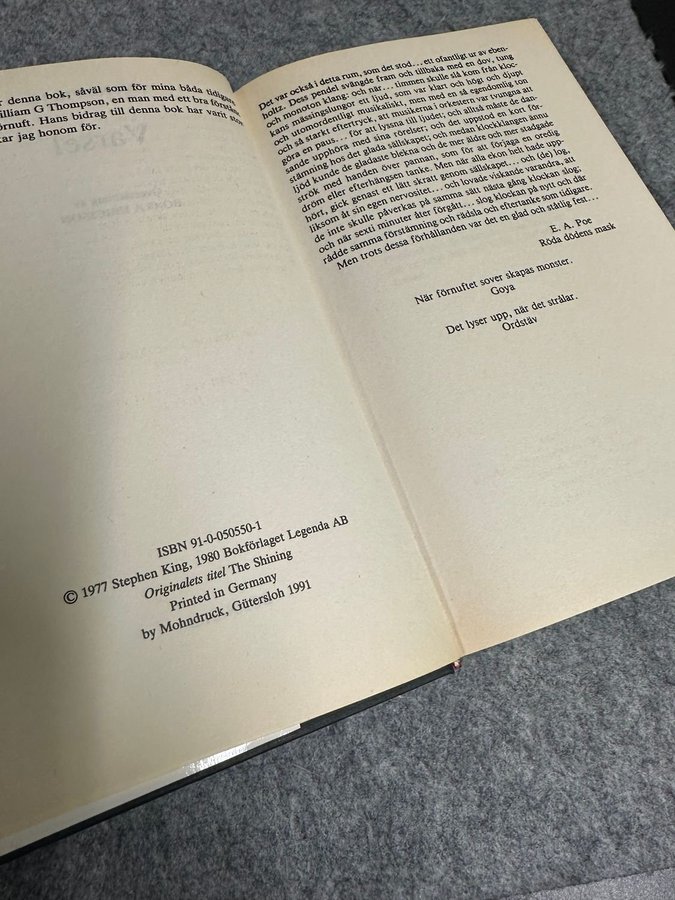 r denna bok, såväl som för mina båda tidigare,
illiam G Thompson, en man med ett bra
örnuft. Hans bidrag till denna bok har varit stor
kar jag honom för.
ISBN 91-0-050550-1
© 1977 Stephen King, 1980 Bokförlaget Legenda AB
Originalets titel The Shining
Printed in Germany
by Mohndruck, Gütersloh 1991
Det var också i detta rum, som det stod... ett ofantligt ur av eben-
holtz. Dess pendel svängde fram och tillbaka med en dov, tung
och monoton klang: och när... timmen skulle slå kom från kloc-
kans mässingslungor ett ljud, som var klart och högt och djupt
och utomordentligt musikaliskt, men med en så egendomlig ton
och så starkt eftertryck, att musikerna i orkestern var tvungna att
göra en paus... för att lyssna till ljudet; och alltså måste de dan-
sande upphöra med sina rörelser; och det uppstod en kort för-
stämning hos det glada sällskapet; och medan klockklangen ännu
ljöd kunde de gladaste blekna och de mer äldre och mer stadgade
strök med handen över pannan, som för att förjaga en oredig
dröm eller efterhängsen tanke. Men när alla ekon helt hade upp-
hört, gick genast ett lätt skratt genom sällskapet... och (de) log,
liksom åt sin egen nervositet... och lovade viskande varandra, att
de inte skulle påverkas på samma sätt nästa gång klockan slog;
och när sexti minuter åter förgått... slog klockan på nytt och där
rådde samma förstämning och rädsla och eftertanke som tidigare.
Men trots dessa förhållanden var det en glad och ståtlig fest...
E. A. Poe
Röda dödens mask
När förnuftet sover skapas monster.
Goya
Det lyser upp, när det strålar.
Ordstäv